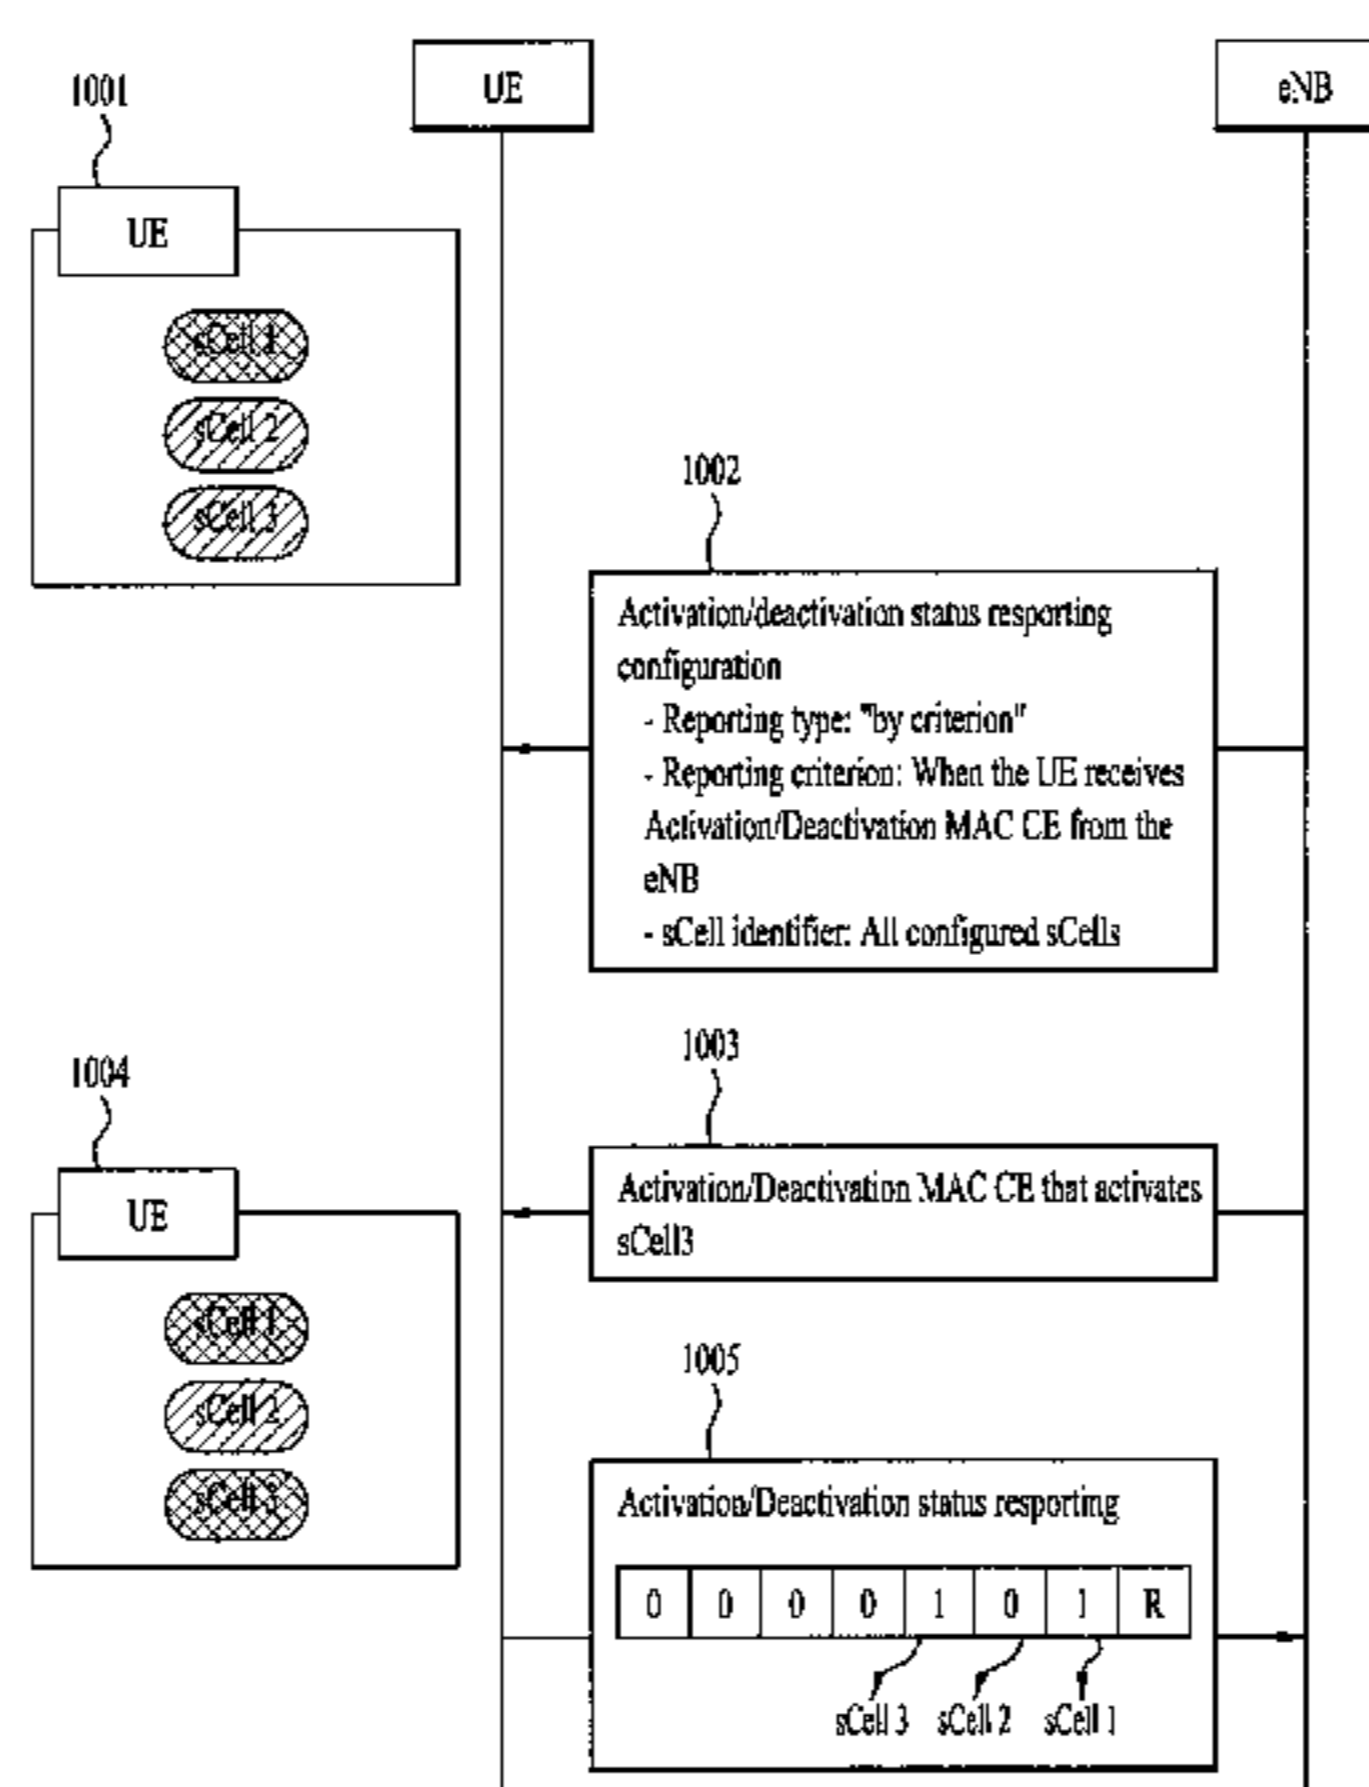 UE
eNB
1001
UE
sCell 1
sCell 2
sCell 3
1002
Activation/deactivation status resporting
configuration
- Reporting type: "by criterion"
- Reporting criterion: When the UE receives
Activation/Deactivation MAC CE from the
eNB
- sCell identifier: All configured sCells
1003
Activation/Deactivation MAC CE that activates
sCell3
1004
UE
sCell 1
sCell 2
sCell 3
1005
Activation/Deactivation status resporting
0 0 0 0 1 0 1 R
sCell 3 sCell 2 sCell 1